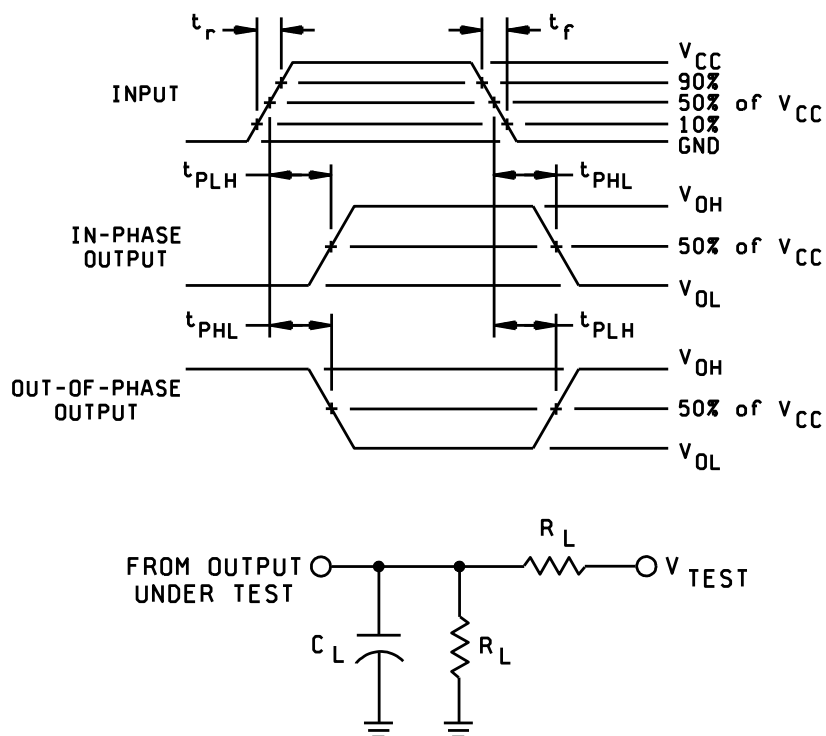 t r
t f
V CC
90%
INPUT
50% of V CC
10%
GND
t PLH
t PHL
V OH
IN-PHASE
OUTPUT
50% of V CC
V OL
t PHL
t PLH
V OH
OUT-OF-PHASE
OUTPUT
50% of V CC
V OL
R L
FROM OUTPUT
UNDER TEST
V TEST
C L
R L